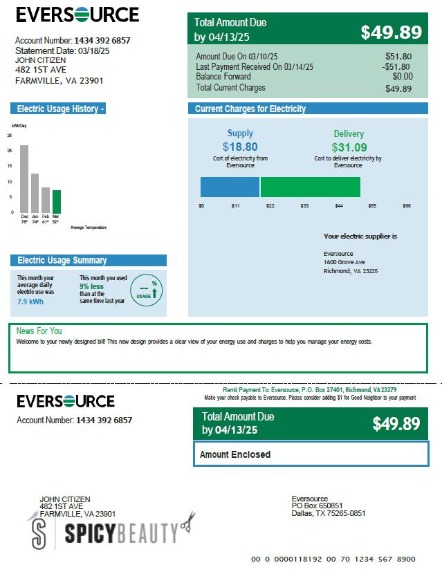 EVERSOURCE
Account Number: 1434 392 6857
Statement Date: 03/18/25
JOHN CITIZEN
482 1ST AVE
FARMVILLE, VA 23901
Total Amount Due
by 04/13/25
$49.89
Amount Due On 03/10/25 $51.80
Last Payment Received On 03/14/25 -$51.80
Balance Forward $0.00
Total Current Charges $49.89
Electric Usage History -
kWh/Day
Dec Jan Feb Mar
Average Temperature
Current Charges for Electricity
Supply
$18.80
Cost of electricity from
Eversource
Delivery
$31.09
Cost to deliver electricity by
Eversource
$0 $11 $22 $33 $44 $55 $66
Your electric supplier is
Eversource
1600 Grove Ave
Richmond, VA 23225
Electric Usage Summary
This month your
average daily
electric use was
7.9 kWh
This month you used
9% less
than at the
same time last year
%
USAGE
News For You
Welcome to your newly designed bill! This new design provides a clear view of your energy use and charges to help you manage your energy costs.
Remit Payment To: Eversource, P.O. Box 27401, Richmond, VA 23279
Make your check payable to Eversource. Please consider adding $1 for Good Neighbor to your payment
EVERSOURCE
Account Number: 1434 392 6857
Total Amount Due
by 04/13/25
$49.89
Amount Enclosed
JOHN CITIZEN
482 1ST AVE
FARMVILLE, VA 23901
Eversource
PO Box 650851
Dallas, TX 75265-0851
SPICYBEAUTY
00 0 0000118192 00 70 1234 567 8900